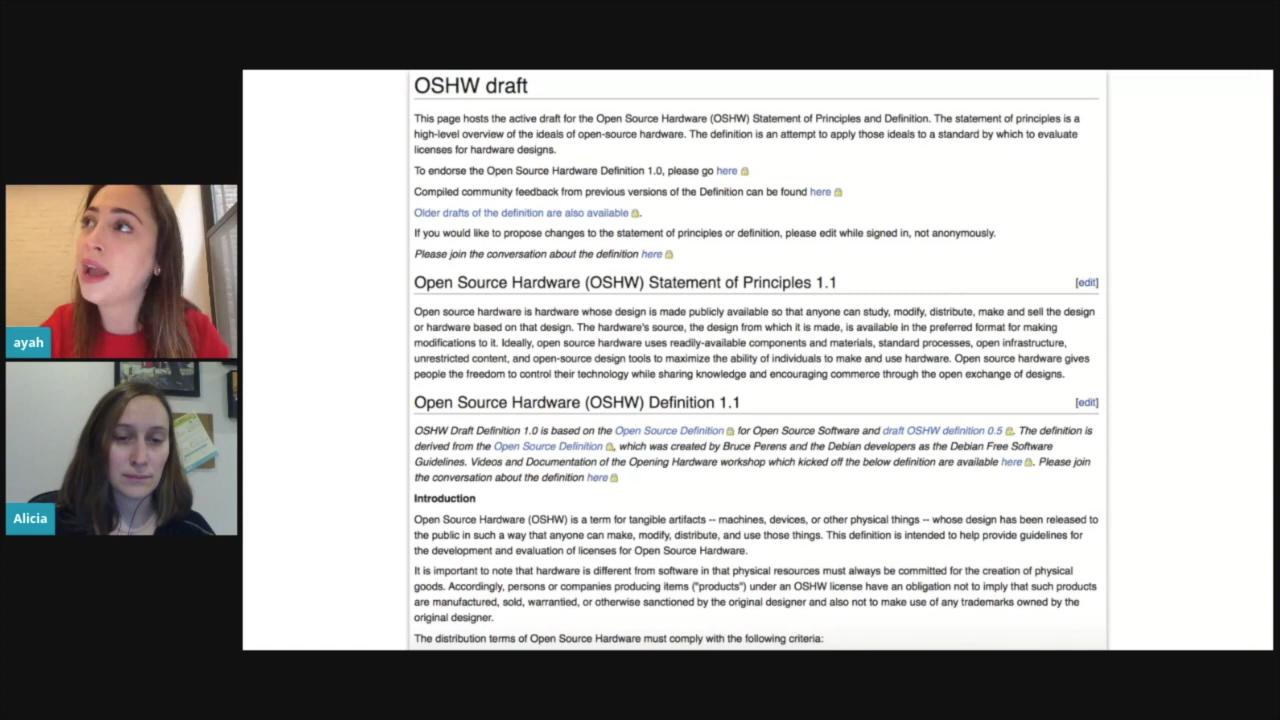 OSHW draft
This page hosts the active draft for the Open Source Hardware (OSHW) Statement of Principles and Definition. The statement of principles is a
high-level overview of the ideals of open-source hardware. The definition is an attempt to apply those ideals to a standard by which to evaluate
licenses for hardware designs.
To endorse the Open Source Hardware Definition 1.0, please go here
Compiled community feedback from previous versions of the Definition can be found here
Older drafts of the definition are also available.
If you would like to propose changes to the statement of principles or definition, please edit while signed in, not anonymously.
Please join the conversation about the definition here
Open Source Hardware (OSHW) Statement of Principles 1.1 [edit]
Open source hardware is hardware whose design is made publicly available so that anyone can study, modify, distribute, make and sell the design
or hardware based on that design. The hardware's source, the design from which it is made, is available in the preferred format for making
modifications to it. Ideally, open source hardware uses readily-available components and materials, standard processes, open infrastructure,
unrestricted content, and open-source design tools to maximize the ability of individuals to make and use hardware. Open source hardware gives
people the freedom to control their technology while sharing knowledge and encouraging commerce through the open exchange of designs.
Open Source Hardware (OSHW) Definition 1.1 [edit]
OSHW Draft Definition 1.0 is based on the Open Source Definition for Open Source Software and draft OSHW definition 0.5. The definition is
derived from the Open Source Definition, which was created by Bruce Perens and the Debian developers as the Debian Free Software
Guidelines. Videos and Documentation of the Opening Hardware workshop which kicked off the below definition are available here. Please join
the conversation about the definition here
Introduction
Open Source Hardware (OSHW) is a term for tangible artifacts -- machines, devices, or other physical things -- whose design has been released to
the public in such a way that anyone can make, modify, distribute, and use those things. This definition is intended to help provide guidelines for
the development and evaluation of licenses for Open Source Hardware.
It is important to note that hardware is different from software in that physical resources must always be committed for the creation of physical
goods. Accordingly, persons or companies producing items ("products") under an OSHW license have an obligation not to imply that such products
are manufactured, sold, warrantied, or otherwise sanctioned by the original designer and also not to make use of any trademarks owned by the
original designer.
The distribution terms of Open Source Hardware must comply with the following criteria:
ayah
Alicia